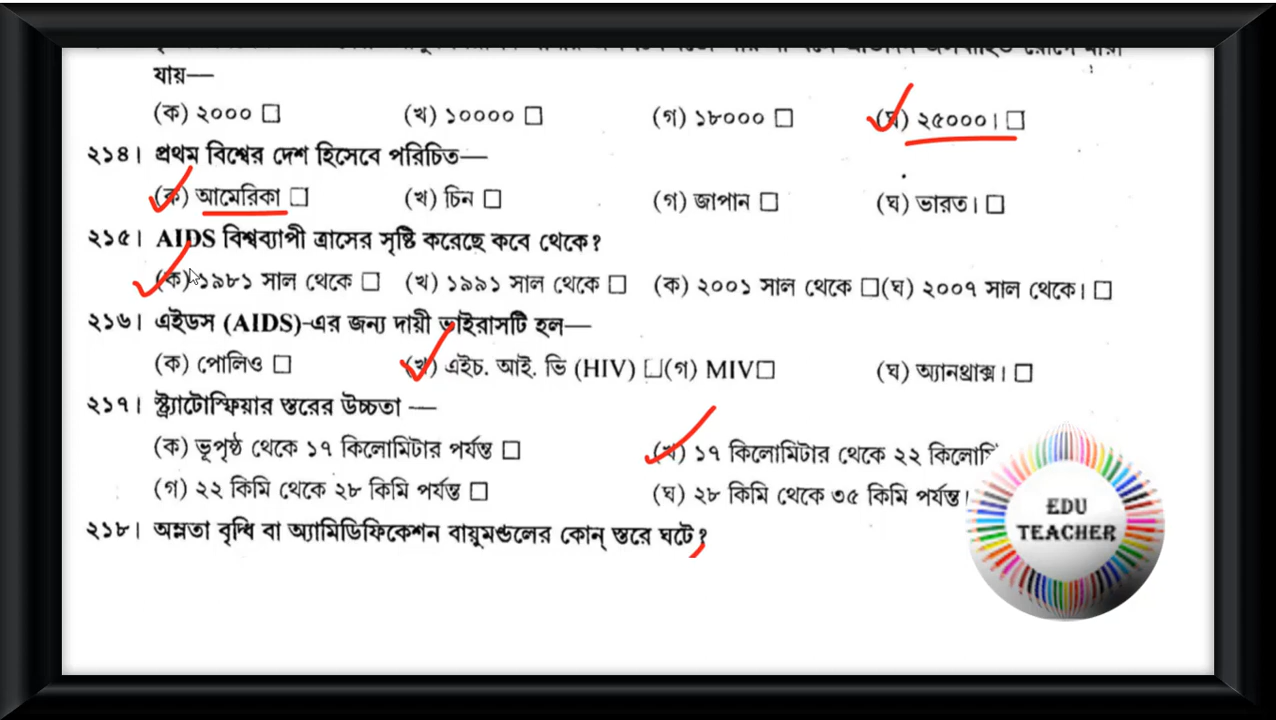 যায়—
(ক) ২০০০ □ (খ) ১০০০০ □ (গ) ১৮০০০ □ (ঘ) ২৫০০০। □
২১৪। প্রথম বিশ্বের দেশ হিসেবে পরিচিত—
(ক) আমেরিকা □ (খ) চিন □ (গ) জাপান □ (ঘ) ভারত। □
২১৫। AIDS বিশ্বব্যাপী ত্রাসের সৃষ্টি করেছে কবে থেকে?
(ক) ১৯৮১ সাল থেকে □ (খ) ১৯৯১ সাল থেকে □ (ক) ২০০১ সাল থেকে □ (ঘ) ২০০৭ সাল থেকে। □
২১৬। এইডস (AIDS)-এর জন্য দায়ী ভাইরাসটি হল—
(ক) পোলিও □ (খ) এইচ. আই. ভি (HIV) □ (গ) MIV □ (ঘ) অ্যানথ্রাক্স। □
২১৭। স্ট্র্যাটোস্ফিয়ার স্তরের উচ্চতা —
(ক) ভূপৃষ্ঠ থেকে ১৭ কিলোমিটার পর্যন্ত □ (খ) ১৭ কিলোমিটার থেকে ২২
(গ) ২২ কিমি থেকে ২৮ কিমি পর্যন্ত □ (ঘ) ২৮ কিমি থেকে ৩৫ কিমি পর্যন্ত।
২১৮। অম্লতা বৃদ্ধি বা অ্যামিডিফিকেশন বায়ুমণ্ডলের কোন্ স্তরে ঘটে?
EDU
TEACHER